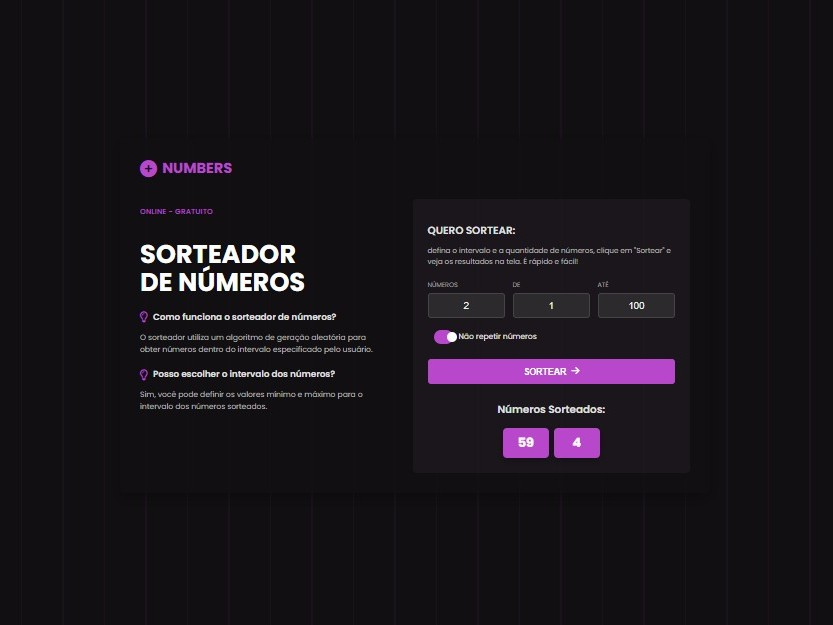 NUMBERS
ONLINE - GRATUITO
SORTEADOR
DE NÚMEROS
Como funciona o sorteador de números?
O sorteador utiliza um algoritmo de geração aleatória para
obter números dentro do intervalo especificado pelo usuário.
Posso escolher o intervalo dos números?
Sim, você pode definir os valores mínimo e máximo para o
intervalo dos números sorteados.
QUERO SORTEAR:
defina o intervalo e a quantidade de números, clique em "Sortear" e
veja os resultados na tela. É rápido e fácil!
NÚMEROS DE ATÉ
2 1 100
Não repetir números
SORTEAR →
Números Sorteados:
59 4